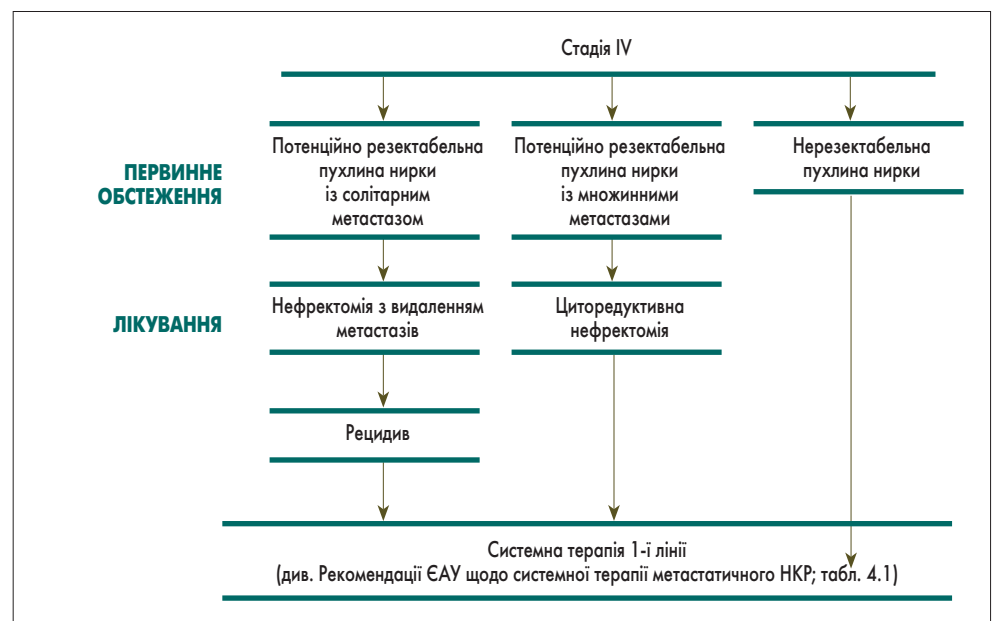 Стадія IV
ПЕРВИННЕ
ОБСТЕЖЕННЯ
Потенційно резектабельна
пухлина нирки
із солітарним
метастазом
Потенційно резектабельна
пухлина нирки
із множинними
метастазами
Нерезектабельна
пухлина нирки
ЛІКУВАННЯ
Нефректомія з видаленням
метастазів
Циторедуктивна
нефректомія
Рецидив
Системна терапія 1-ї лінії
(див. Рекомендації ЄАУ щодо системної терапії метастатичного НКР; табл. 4.1)